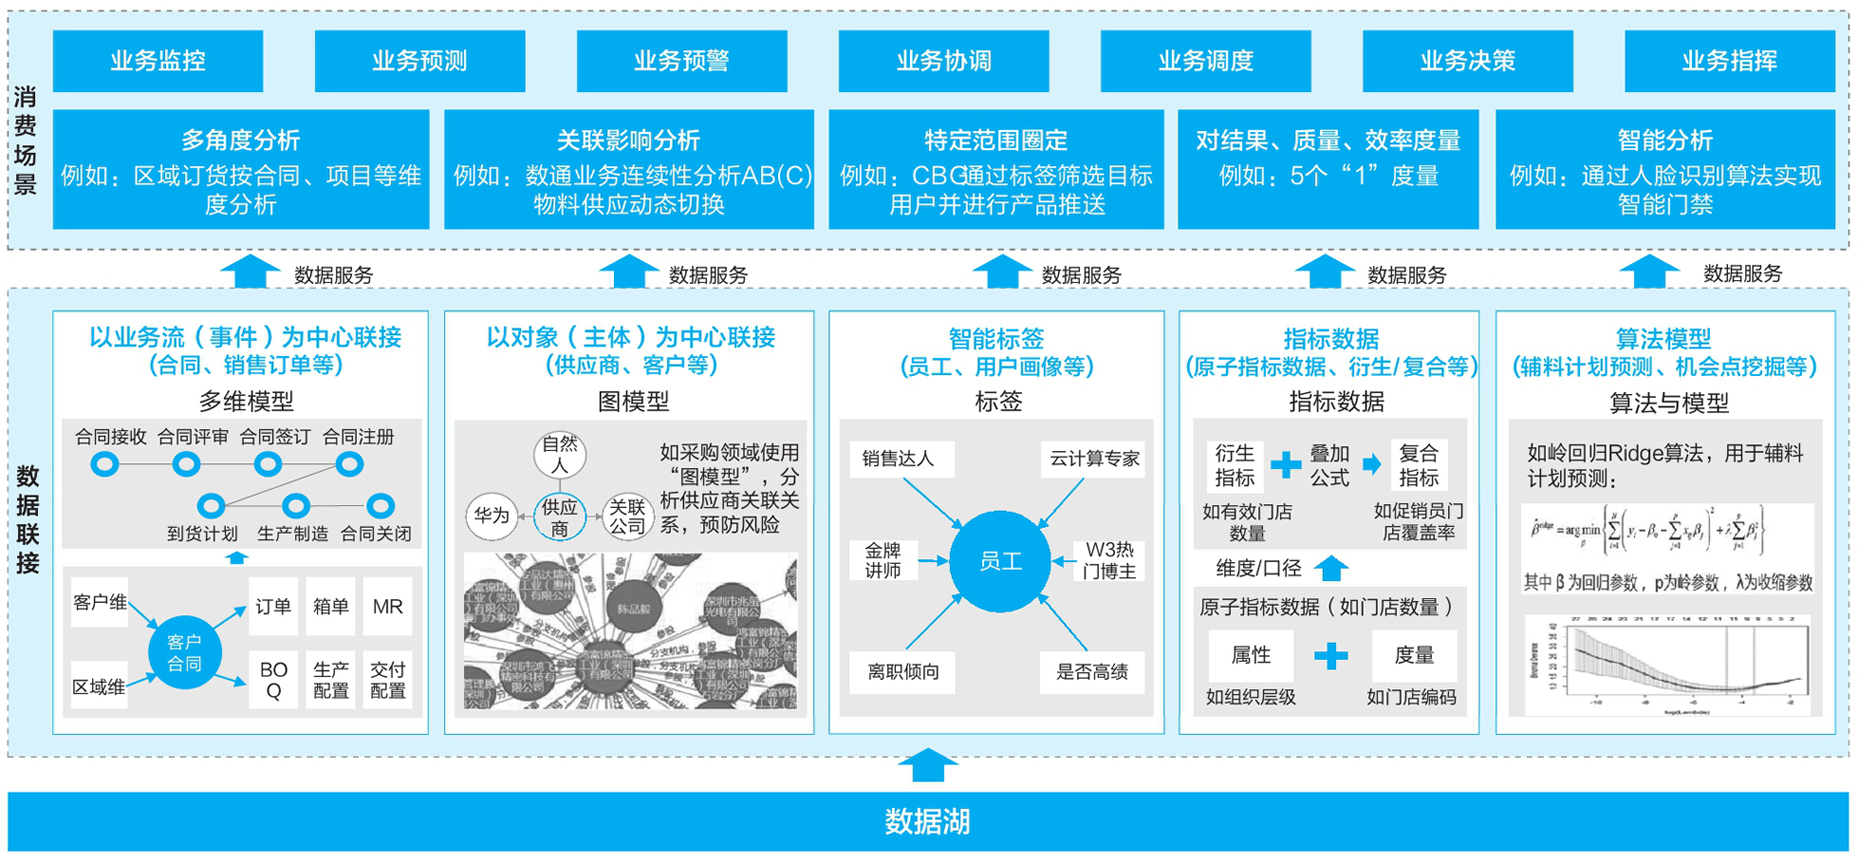 消费场景
业务监控
业务预测
业务预警
业务协调
业务调度
业务决策
业务指挥
多角度分析
例如：区域订货按合同、项目等维
度分析
关联影响分析
例如：数通业务连续性分析AB(C)
物料供应动态切换
特定范围圈定
例如：CBG通过标签筛选目标
用户并进行产品推送
对结果、质量、效率度量
例如：5个“1”度量
智能分析
例如：通过人脸识别算法实现
智能门禁
数据服务
数据服务
数据服务
数据服务
数据服务
数据联接
以业务流（事件）为中心联接
(合同、销售订单等)
多维模型
合同接收
合同评审
合同签订
合同注册
到货计划
生产制造
合同关闭
客户维
区域维
客户
合同
订单
箱单
MR
BO
Q
生产
配置
交付
配置
以对象（主体）为中心联接
(供应商、客户等)
图模型
自然
人
华为
供应
商
关联
公司
如采购领域使用
“图模型”，分
析供应商关联关
系，预防风险
陈品毅
智能标签
(员工、用户画像等)
标签
销售达人
云计算专家
金牌
讲师
员工
W3热
门博主
离职倾向
是否高绩
指标数据
(原子指标数据、衍生/复合等)
指标数据
衍生
指标
叠加
公式
复合
指标
如有效门店
数量
如促销员门
店覆盖率
维度/口径
原子指标数据（如门店数量）
属性
度量
如组织层级
如门店编码
算法模型
(辅料计划预测、机会点挖掘等)
算法与模型
如岭回归Ridge算法，用于辅料
计划预测：
其中 β 为回归参数，p为岭参数，λ为收缩参数
-10
-4
-2
log(Lambda)
数据湖